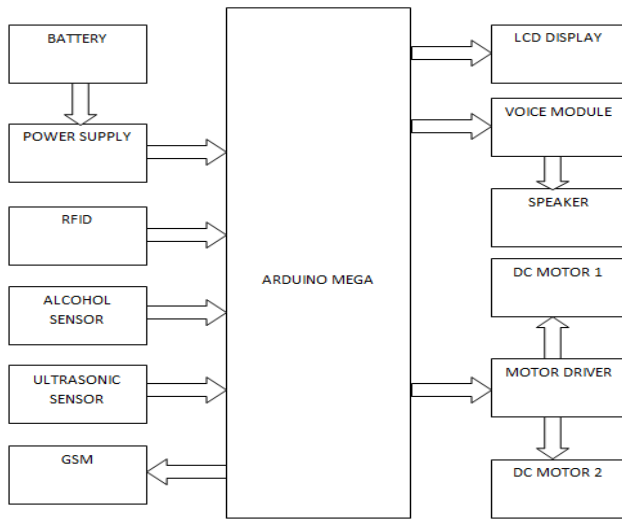 BATTERY
POWER SUPPLY
RFID
ALCOHOL
SENSOR
ULTRASONIC
SENSOR
GSM
ARDUINO MEGA
LCD DISPLAY
VOICE MODULE
SPEAKER
DC MOTOR 1
MOTOR DRIVER
DC MOTOR 2